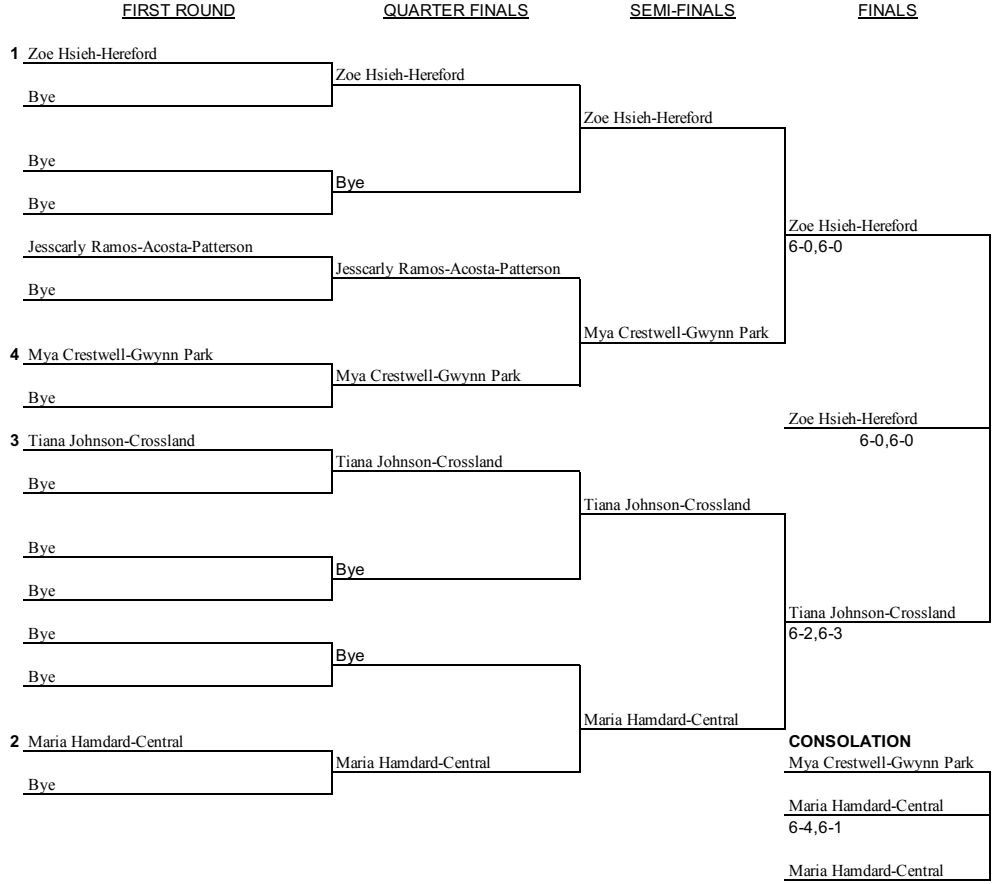 FIRST ROUND QUARTER FINALS SEMI-FINALS FINALS
1 Zoe Hsieh-Hereford
Zoe Hsieh-Hereford
Bye
Zoe Hsieh-Hereford
Bye
Bye
Bye
Zoe Hsieh-Hereford
6-0,6-0
Jesscarly Ramos-Acosta-Patterson
Jesscarly Ramos-Acosta-Patterson
Bye
Mya Crestwell-Gwynn Park
4 Mya Crestwell-Gwynn Park
Mya Crestwell-Gwynn Park
Bye
Zoe Hsieh-Hereford
6-0,6-0
3 Tiana Johnson-Crossland
Tiana Johnson-Crossland
Bye
Tiana Johnson-Crossland
Bye
Bye
Bye
Tiana Johnson-Crossland
6-2,6-3
Bye
Bye
Bye
Maria Hamdard-Central
2 Maria Hamdard-Central
Maria Hamdard-Central
Bye
CONSOLATION
Mya Crestwell-Gwynn Park
Maria Hamdard-Central
6-4,6-1
Maria Hamdard-Central